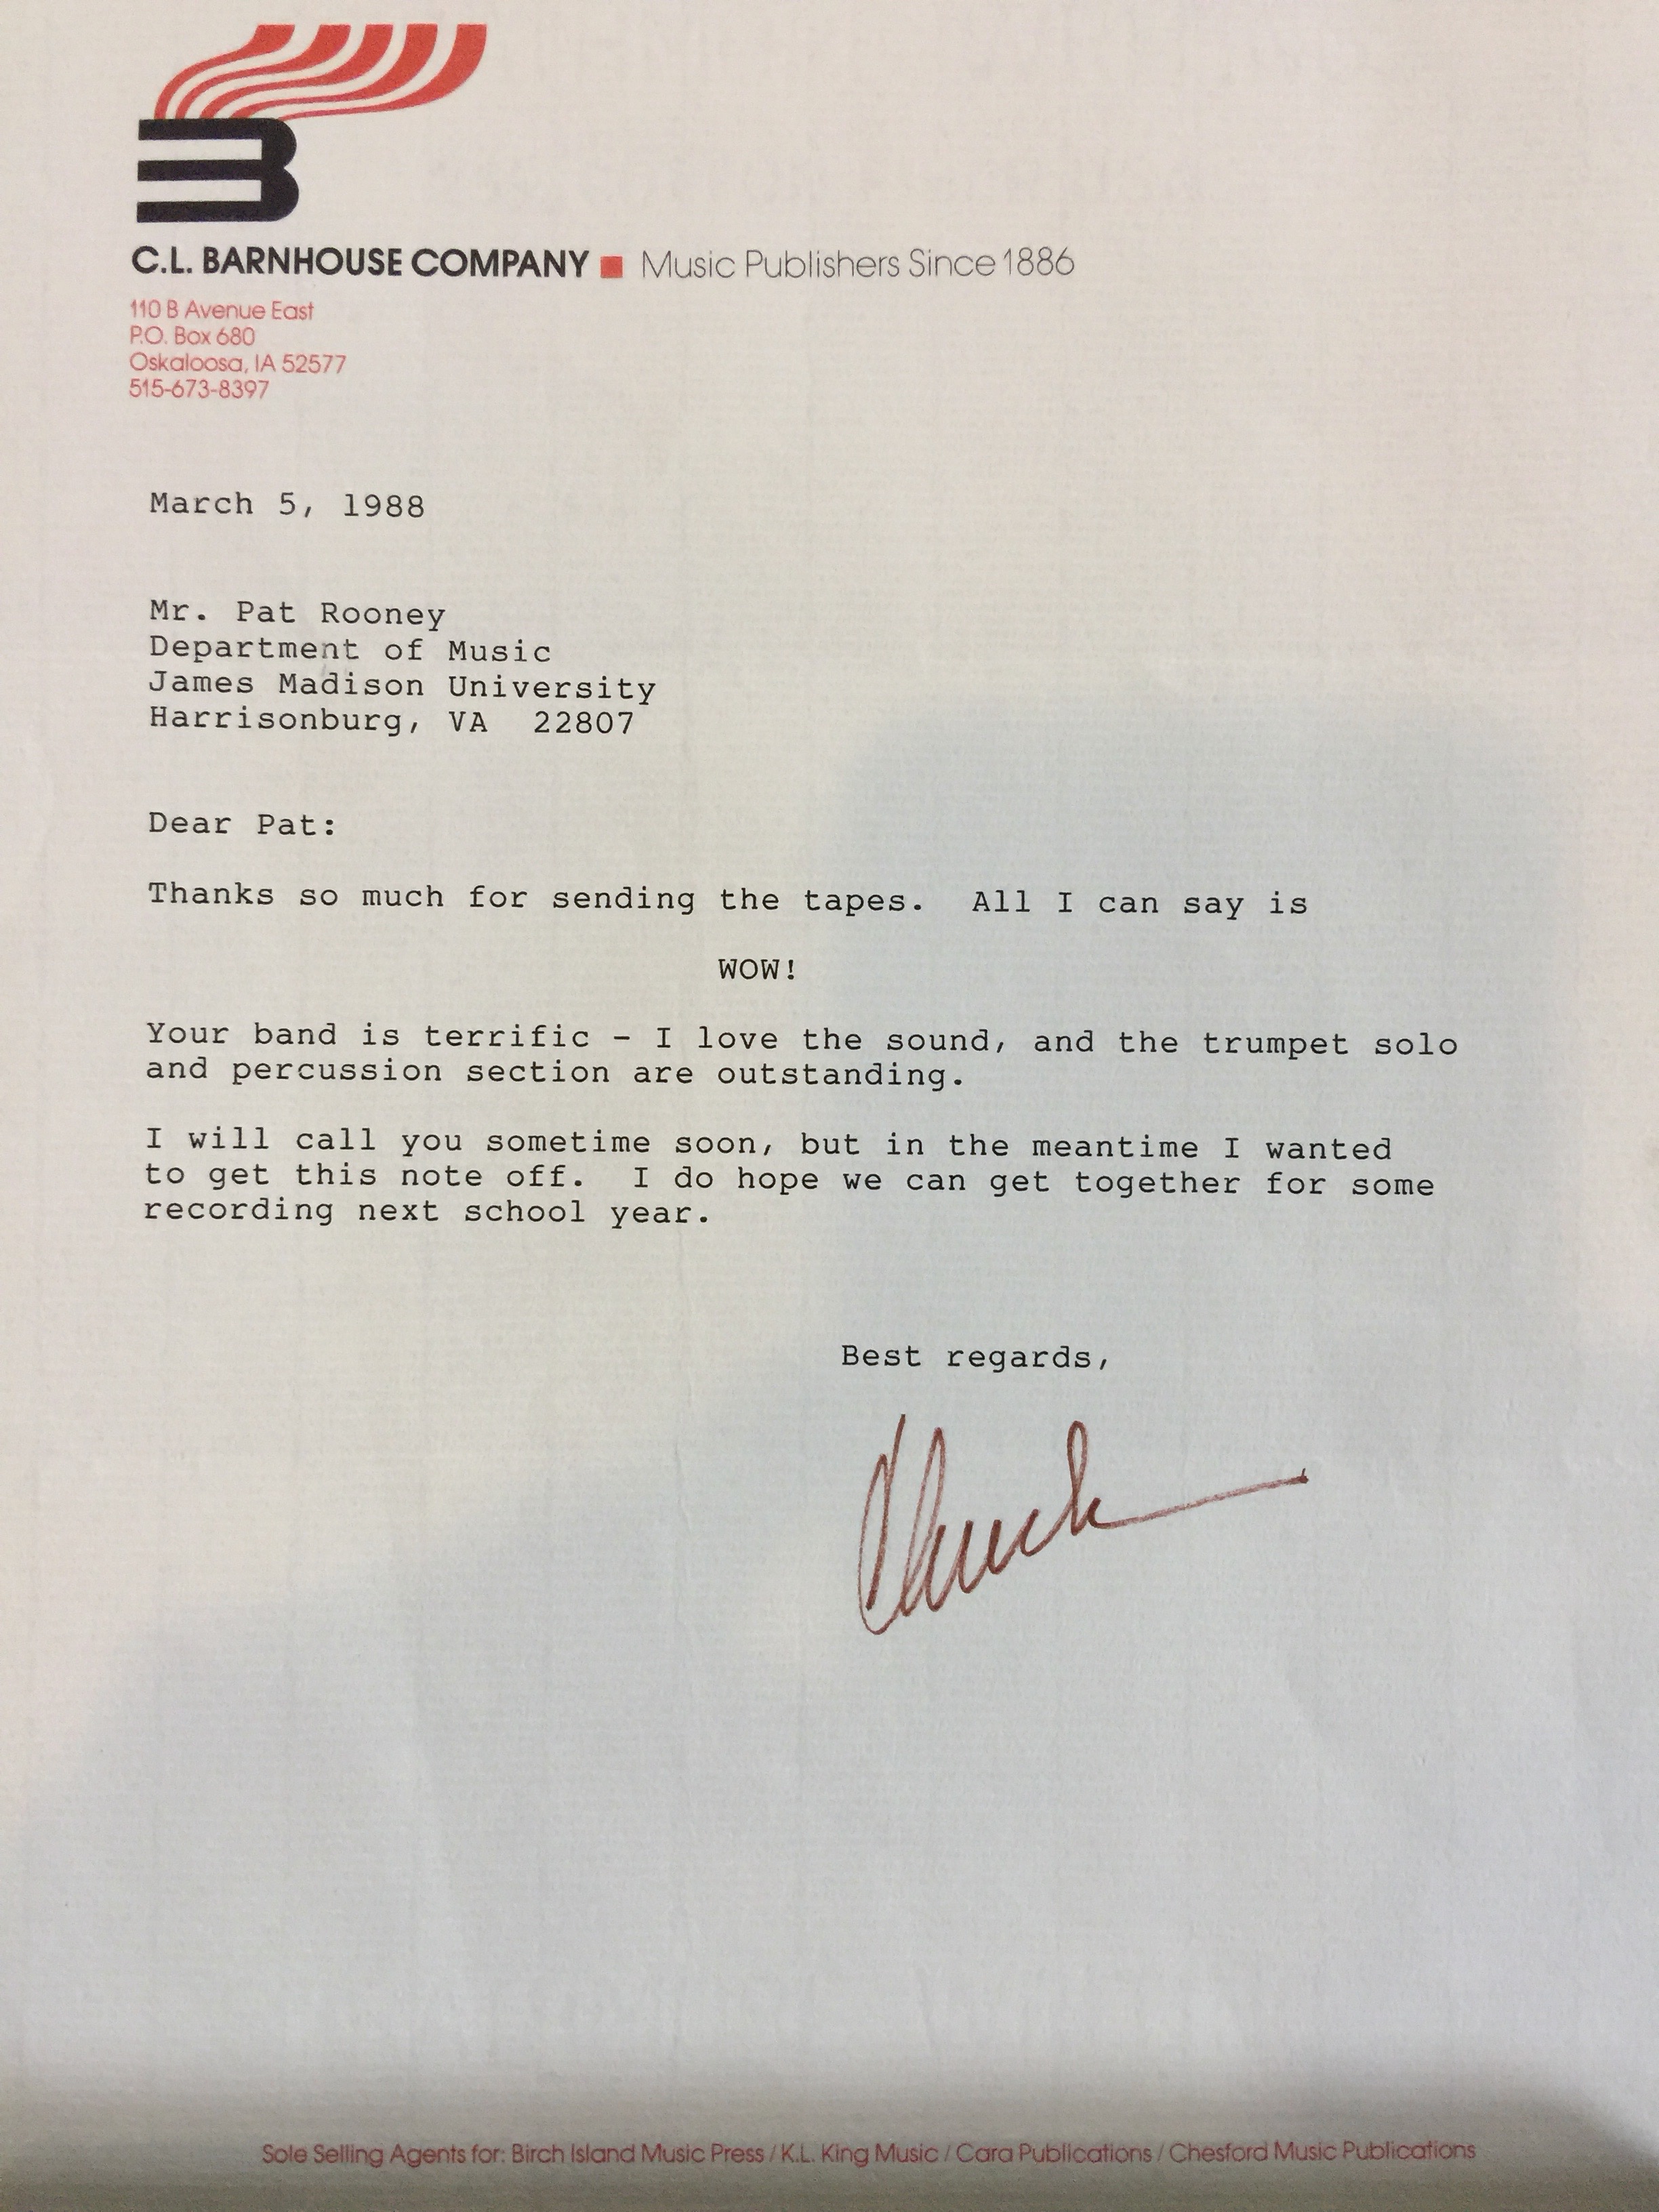 B
C.L. BARNHOUSE COMPANY ■ Music Publishers Since 1886
110 B Avenue East
P.O. Box 680
Oskaloosa, IA 52577
515-673-8397
March 5, 1988
Mr. Pat Rooney
Department of Music
James Madison University
Harrisonburg, VA  22807
Dear Pat:
Thanks so much for sending the tapes.  All I can say is
WOW!
Your band is terrific - I love the sound, and the trumpet solo
and percussion section are outstanding.
I will call you sometime soon, but in the meantime I wanted
to get this note off.  I do hope we can get together for some
recording next school year.
Best regards,
Chuck
Sole Selling Agents for: Birch Island Music Press / K.L. King Music / Cara Publications / Chesford Music Publications